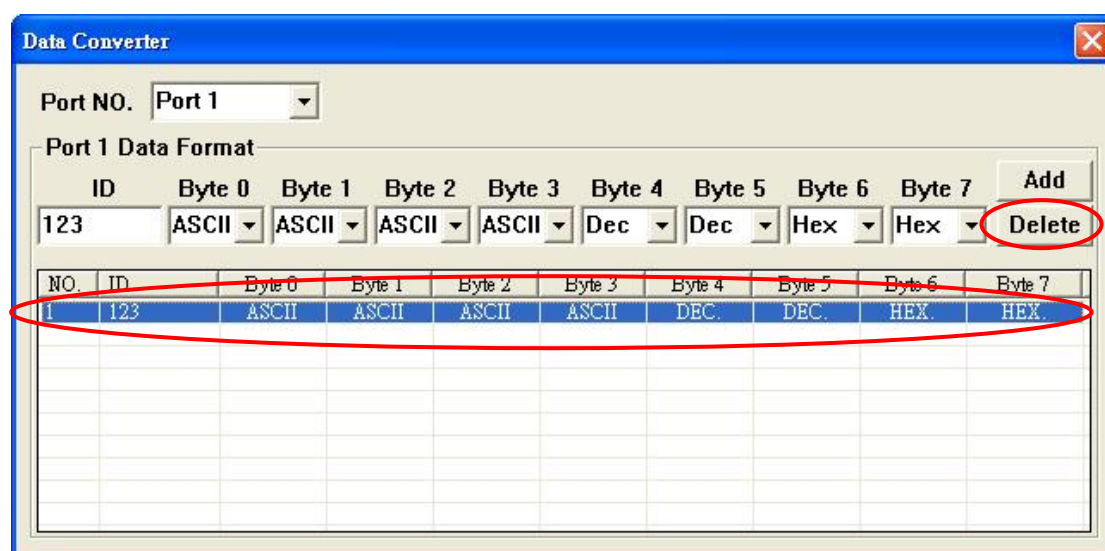 Data Converter
Port NO. Port 1
Port 1 Data Format
ID Byte 0 Byte 1 Byte 2 Byte 3 Byte 4 Byte 5 Byte 6 Byte 7 Add
123 ASCII ASCII ASCII ASCII Dec Dec Hex Hex Delete
NO. ID Byte 0 Byte 1 Byte 2 Byte 3 Byte 4 Byte 5 Byte 6 Byte 7
1 123 ASCII ASCII ASCII ASCII DEC. DEC. HEX. HEX.